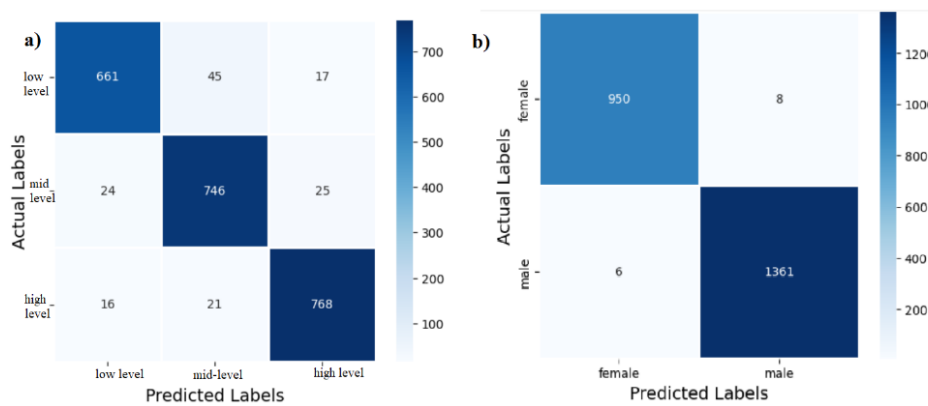 a)
Actual Labels
low
level
mid
level
high
level
661 45 17
24 746 25
16 21 768
low level mid-level high level
Predicted Labels
700
600
500
400
300
200
100
b)
Actual Labels
female
male
950 8
6 1361
female male
Predicted Labels
1200
1000
800
600
400
200